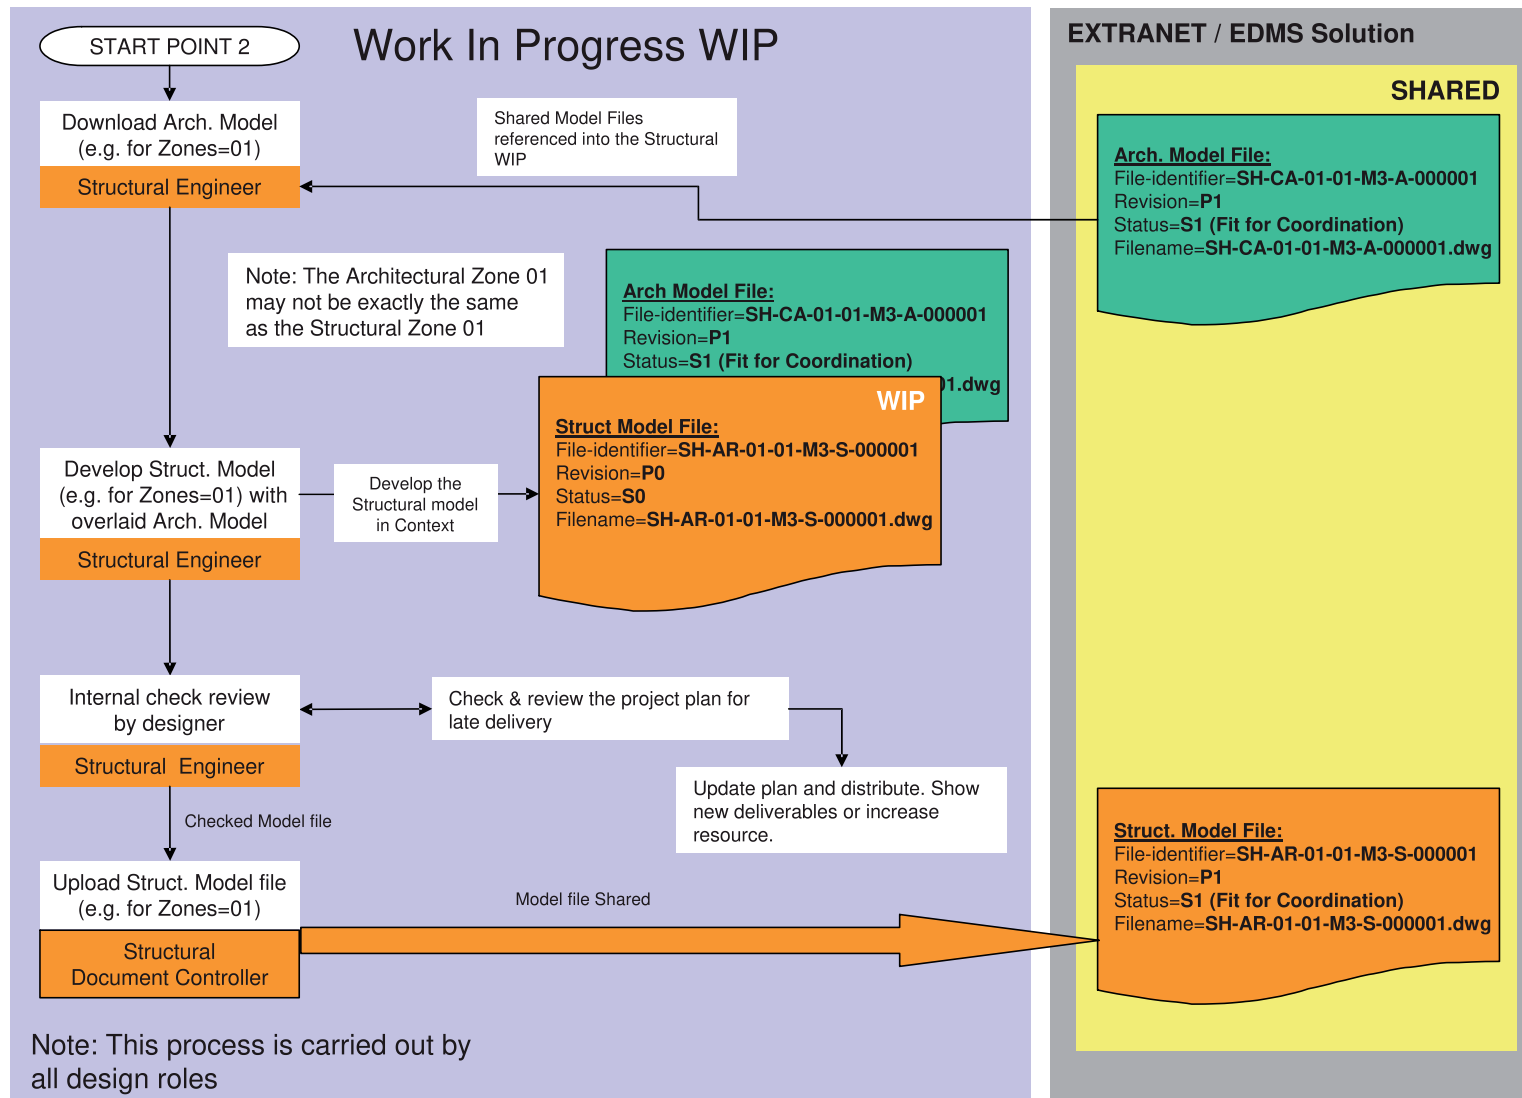 START POINT 2
Work In Progress WIP
EXTRANET / EDMS Solution
SHARED
Download Arch. Model
(e.g. for Zones=01)
Structural Engineer
Shared Model Files
referenced into the Structural
WIP
Arch. Model File:
File-identifier=SH-CA-01-01-M3-A-000001
Revision=P1
Status=S1 (Fit for Coordination)
Filename=SH-CA-01-01-M3-A-000001.dwg
Note: The Architectural Zone 01
may not be exactly the same
as the Structural Zone 01
Arch Model File:
File-identifier=SH-CA-01-01-M3-A-000001
Revision=P1
Status=S1 (Fit for Coordination)
01.dwg
WIP
Struct Model File:
File-identifier=SH-AR-01-01-M3-S-000001
Revision=P0
Status=S0
Filename=SH-AR-01-01-M3-S-000001.dwg
Develop Struct. Model
(e.g. for Zones=01) with
overlaid Arch. Model
Structural Engineer
Develop the
Structural model
in Context
Internal check review
by designer
Structural  Engineer
Check & review the project plan for
late delivery
Update plan and distribute. Show
new deliverables or increase
resource.
Checked Model file
Upload Struct. Model file
(e.g. for Zones=01)
Structural
Document Controller
Model file Shared
Struct. Model File:
File-identifier=SH-AR-01-01-M3-S-000001
Revision=P1
Status=S1 (Fit for Coordination)
Filename=SH-AR-01-01-M3-S-000001.dwg
Note: This process is carried out by
all design roles